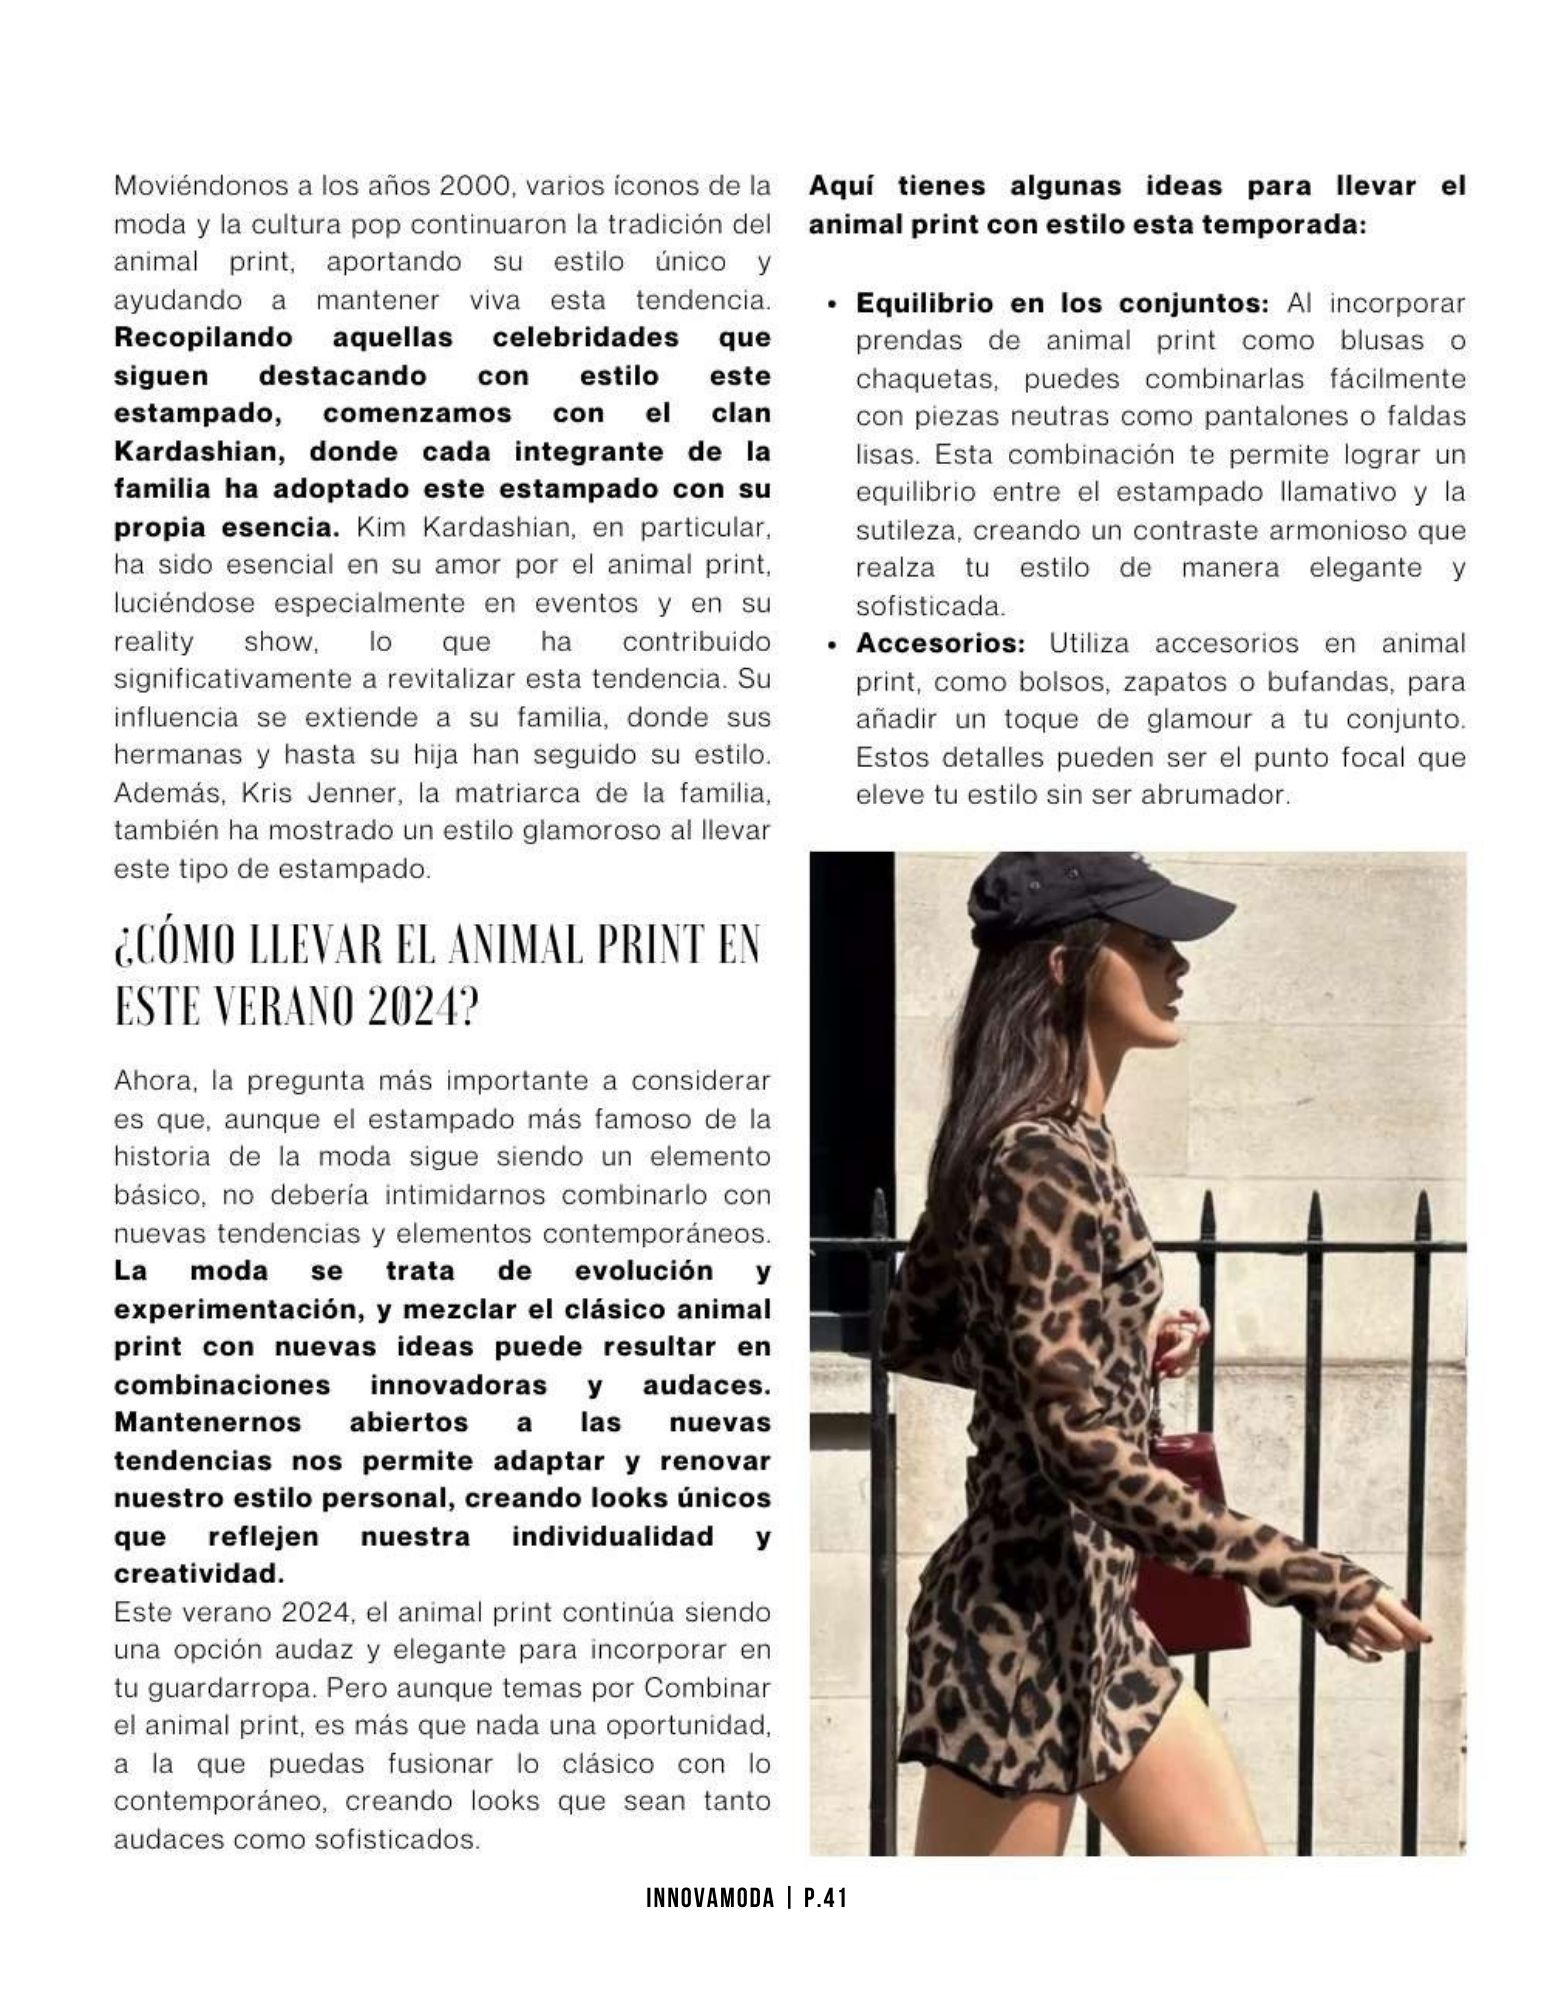 Moviéndonos a los años 2000, varios íconos de la
moda y la cultura pop continuaron la tradición del
animal print, aportando su estilo único y
ayudando a mantener viva esta tendencia.
Recopilando aquellas celebridades que
siguen destacando con estilo este
estampado, comenzamos con el clan
Kardashian, donde cada integrante de la
familia ha adoptado este estampado con su
propia esencia. Kim Kardashian, en particular,
ha sido esencial en su amor por el animal print,
luciéndose especialmente en eventos y en su
reality show, lo que ha contribuido
significativamente a revitalizar esta tendencia. Su
influencia se extiende a su familia, donde sus
hermanas y hasta su hija han seguido su estilo.
Además, Kris Jenner, la matriarca de la familia,
también ha mostrado un estilo glamoroso al llevar
este tipo de estampado.
¿CÓMO LLEVAR EL ANIMAL PRINT EN
ESTE VERANO 2024?
Ahora, la pregunta más importante a considerar
es que, aunque el estampado más famoso de la
historia de la moda sigue siendo un elemento
básico, no debería intimidarnos combinarlo con
nuevas tendencias y elementos contemporáneos.
La moda se trata de evolución y
experimentación, y mezclar el clásico animal
print con nuevas ideas puede resultar en
combinaciones innovadoras y audaces.
Mantenernos abiertos a las nuevas
tendencias nos permite adaptar y renovar
nuestro estilo personal, creando looks únicos
que reflejen nuestra individualidad y
creatividad.
Este verano 2024, el animal print continúa siendo
una opción audaz y elegante para incorporar en
tu guardarropa. Pero aunque temas por Combinar
el animal print, es más que nada una oportunidad,
a la que puedas fusionar lo clásico con lo
contemporáneo, creando looks que sean tanto
audaces como sofisticados.
Aquí tienes algunas ideas para llevar el
animal print con estilo esta temporada:
• Equilibrio en los conjuntos: Al incorporar
prendas de animal print como blusas o
chaquetas, puedes combinarlas fácilmente
con piezas neutras como pantalones o faldas
lisas. Esta combinación te permite lograr un
equilibrio entre el estampado llamativo y la
sutileza, creando un contraste armonioso que
realza tu estilo de manera elegante y
sofisticada.
• Accesorios: Utiliza accesorios en animal
print, como bolsos, zapatos o bufandas, para
añadir un toque de glamour a tu conjunto.
Estos detalles pueden ser el punto focal que
eleve tu estilo sin ser abrumador.
INNOVAMODA | P.41